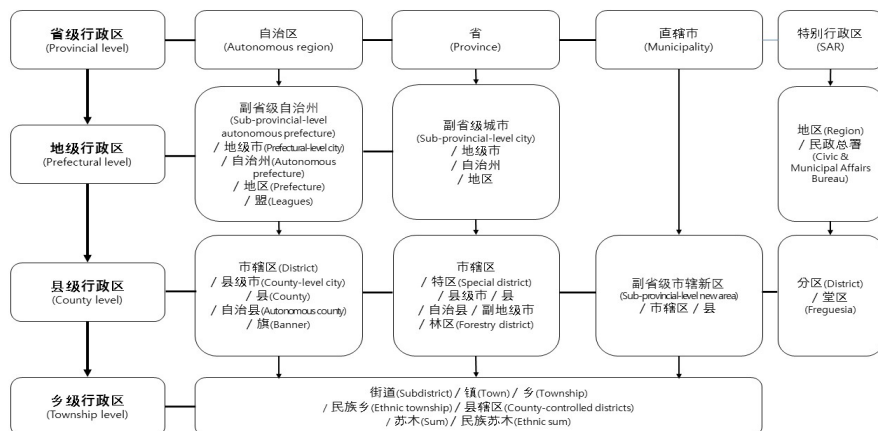 省级行政区
(Provincial level)
自治区
(Autonomous region)
省
(Province)
直辖市
(Municipality)
特别行政区
(SAR)
地级行政区
(Prefectural level)
副省级自治州
(Sub-provincial-level
autonomous prefecture)
/ 地级市(Prefectural-level city)
/ 自治州(Autonomous
prefecture)
/ 地区(Prefecture)
/ 盟(Leagues)
副省级城市
(Sub-provincial-level city)
/ 地级市
/ 自治州
/ 地区
地区(Region)
/ 民政总署
(Civic &
Municipal Affairs
Bureau)
县级行政区
(County level)
市辖区(District)
/ 县级市(County-level city)
/ 县(County)
/ 自治县(Autonomous county)
/ 旗(Banner)
市辖区
/ 特区(Special district)
/ 县级市 / 县
/ 自治县 / 副地级市
/ 林区(Forestry district)
副省级市辖新区
(Sub-provincial-level new area)
/ 市辖区 / 县
分区(District)
/ 堂区
(Freguesia)
乡级行政区
(Township level)
街道(Subdistrict) / 镇(Town) / 乡(Township)
/ 民族乡(Ethnic township) / 县辖区(County-controlled districts)
/ 苏木(Sum) / 民族苏木(Ethnic sum)